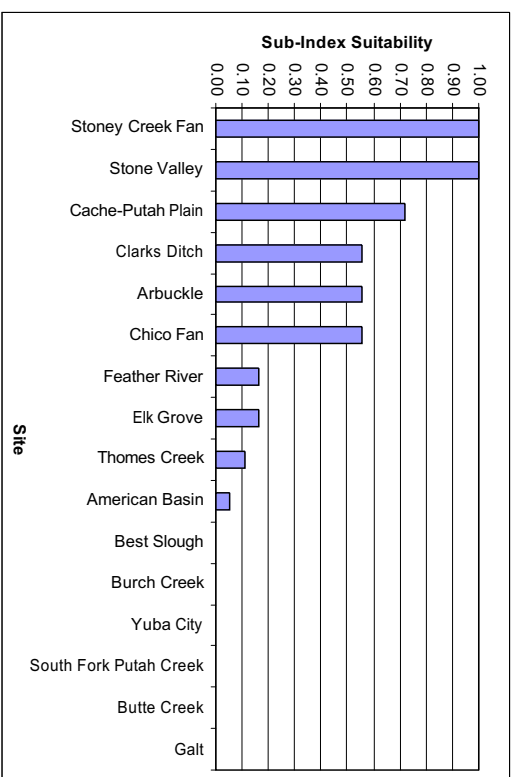 Sub-Index Suitability
0.00
0.10
0.20
0.30
0.40
0.50
0.60
0.70
0.80
0.90
1.00
Stoney Creek Fan
Stone Valley
Cache-Putah Plain
Clarks Ditch
Arbuckle
Chico Fan
Feather River
Elk Grove
Thomes Creek
American Basin
Best Slough
Burch Creek
Yuba City
South Fork Putah Creek
Butte Creek
Galt
Site